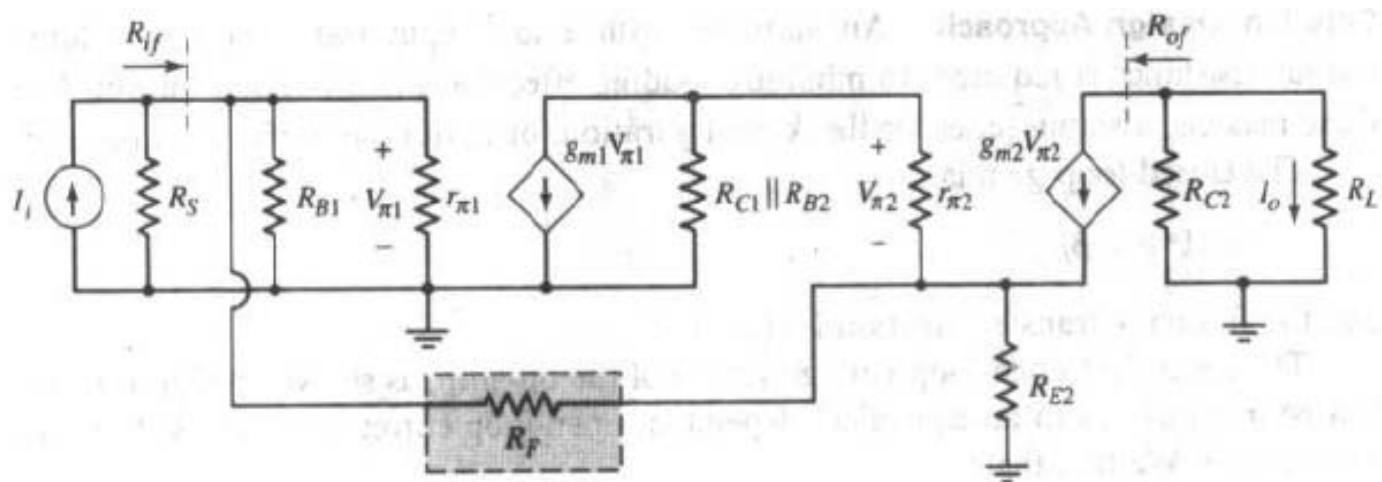 R_if
R_of
I_i
R_S
R_B1
+
V_π1
−
r_π1
g_m1V_π1
R_C1 || R_B2
+
V_π2
−
r_π2
g_m2V_π2
R_C2
I_o
R_L
R_F
R_E2